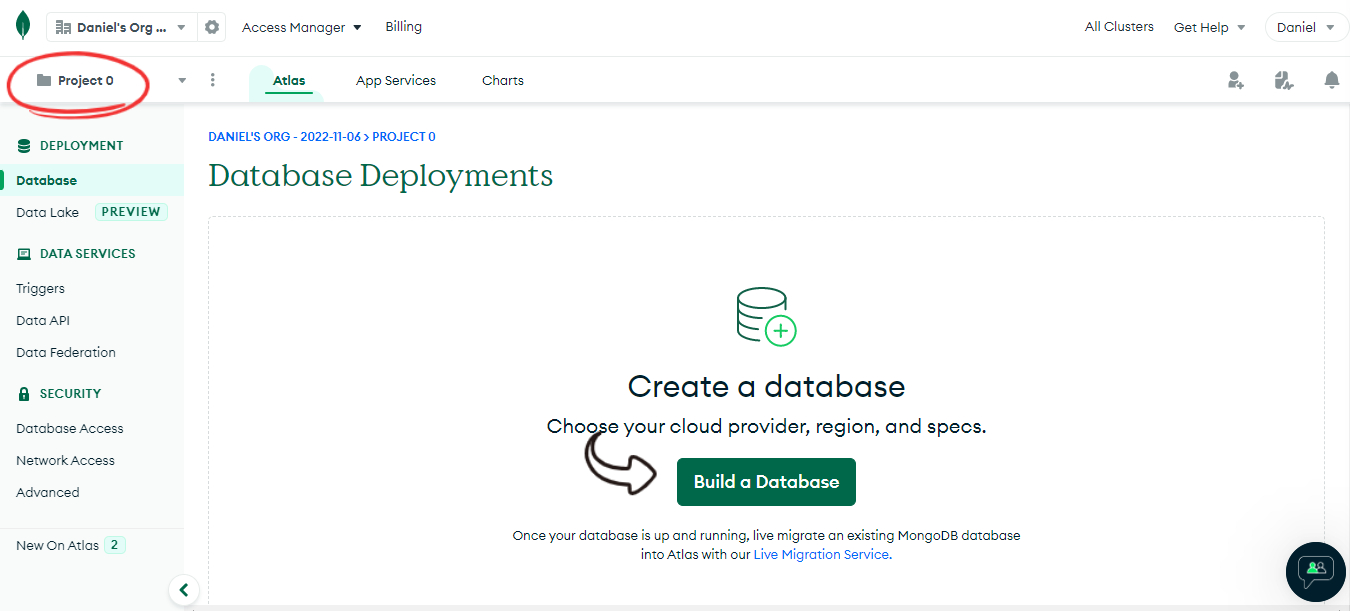 Daniel's Org ...
Access Manager
Billing
All Clusters
Get Help
Daniel
Project 0
Atlas
App Services
Charts
DEPLOYMENT
Database
Data Lake PREVIEW
DATA SERVICES
Triggers
Data API
Data Federation
SECURITY
Database Access
Network Access
Advanced
New On Atlas 2
DANIEL'S ORG - 2022-11-06 > PROJECT 0
Database Deployments
Create a database
Choose your cloud provider, region, and specs.
Build a Database
Once your database is up and running, live migrate an existing MongoDB database
into Atlas with our Live Migration Service.